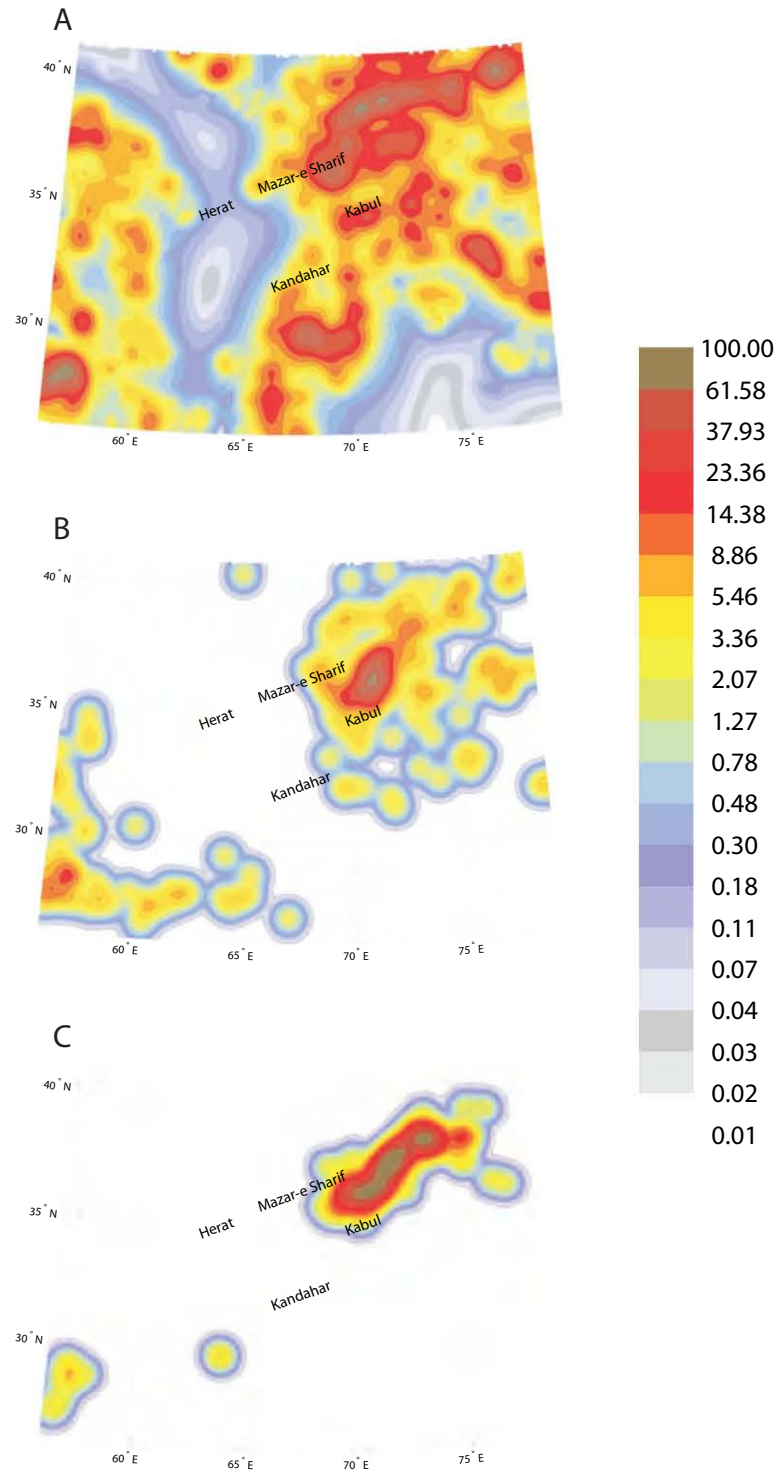 A
40° N
35° N
30° N
Mazar-e Sharif
Herat
Kabul
Kandahar
60° E
65° E
70° E
75° E
B
40° N
35° N
30° N
Mazar-e Sharif
Herat
Kabul
Kandahar
60° E
65° E
70° E
75° E
C
40° N
35° N
30° N
Mazar-e Sharif
Herat
Kabul
Kandahar
60° E
65° E
70° E
75° E
100.00
61.58
37.93
23.36
14.38
8.86
5.46
3.36
2.07
1.27
0.78
0.48
0.30
0.18
0.11
0.07
0.04
0.03
0.02
0.01